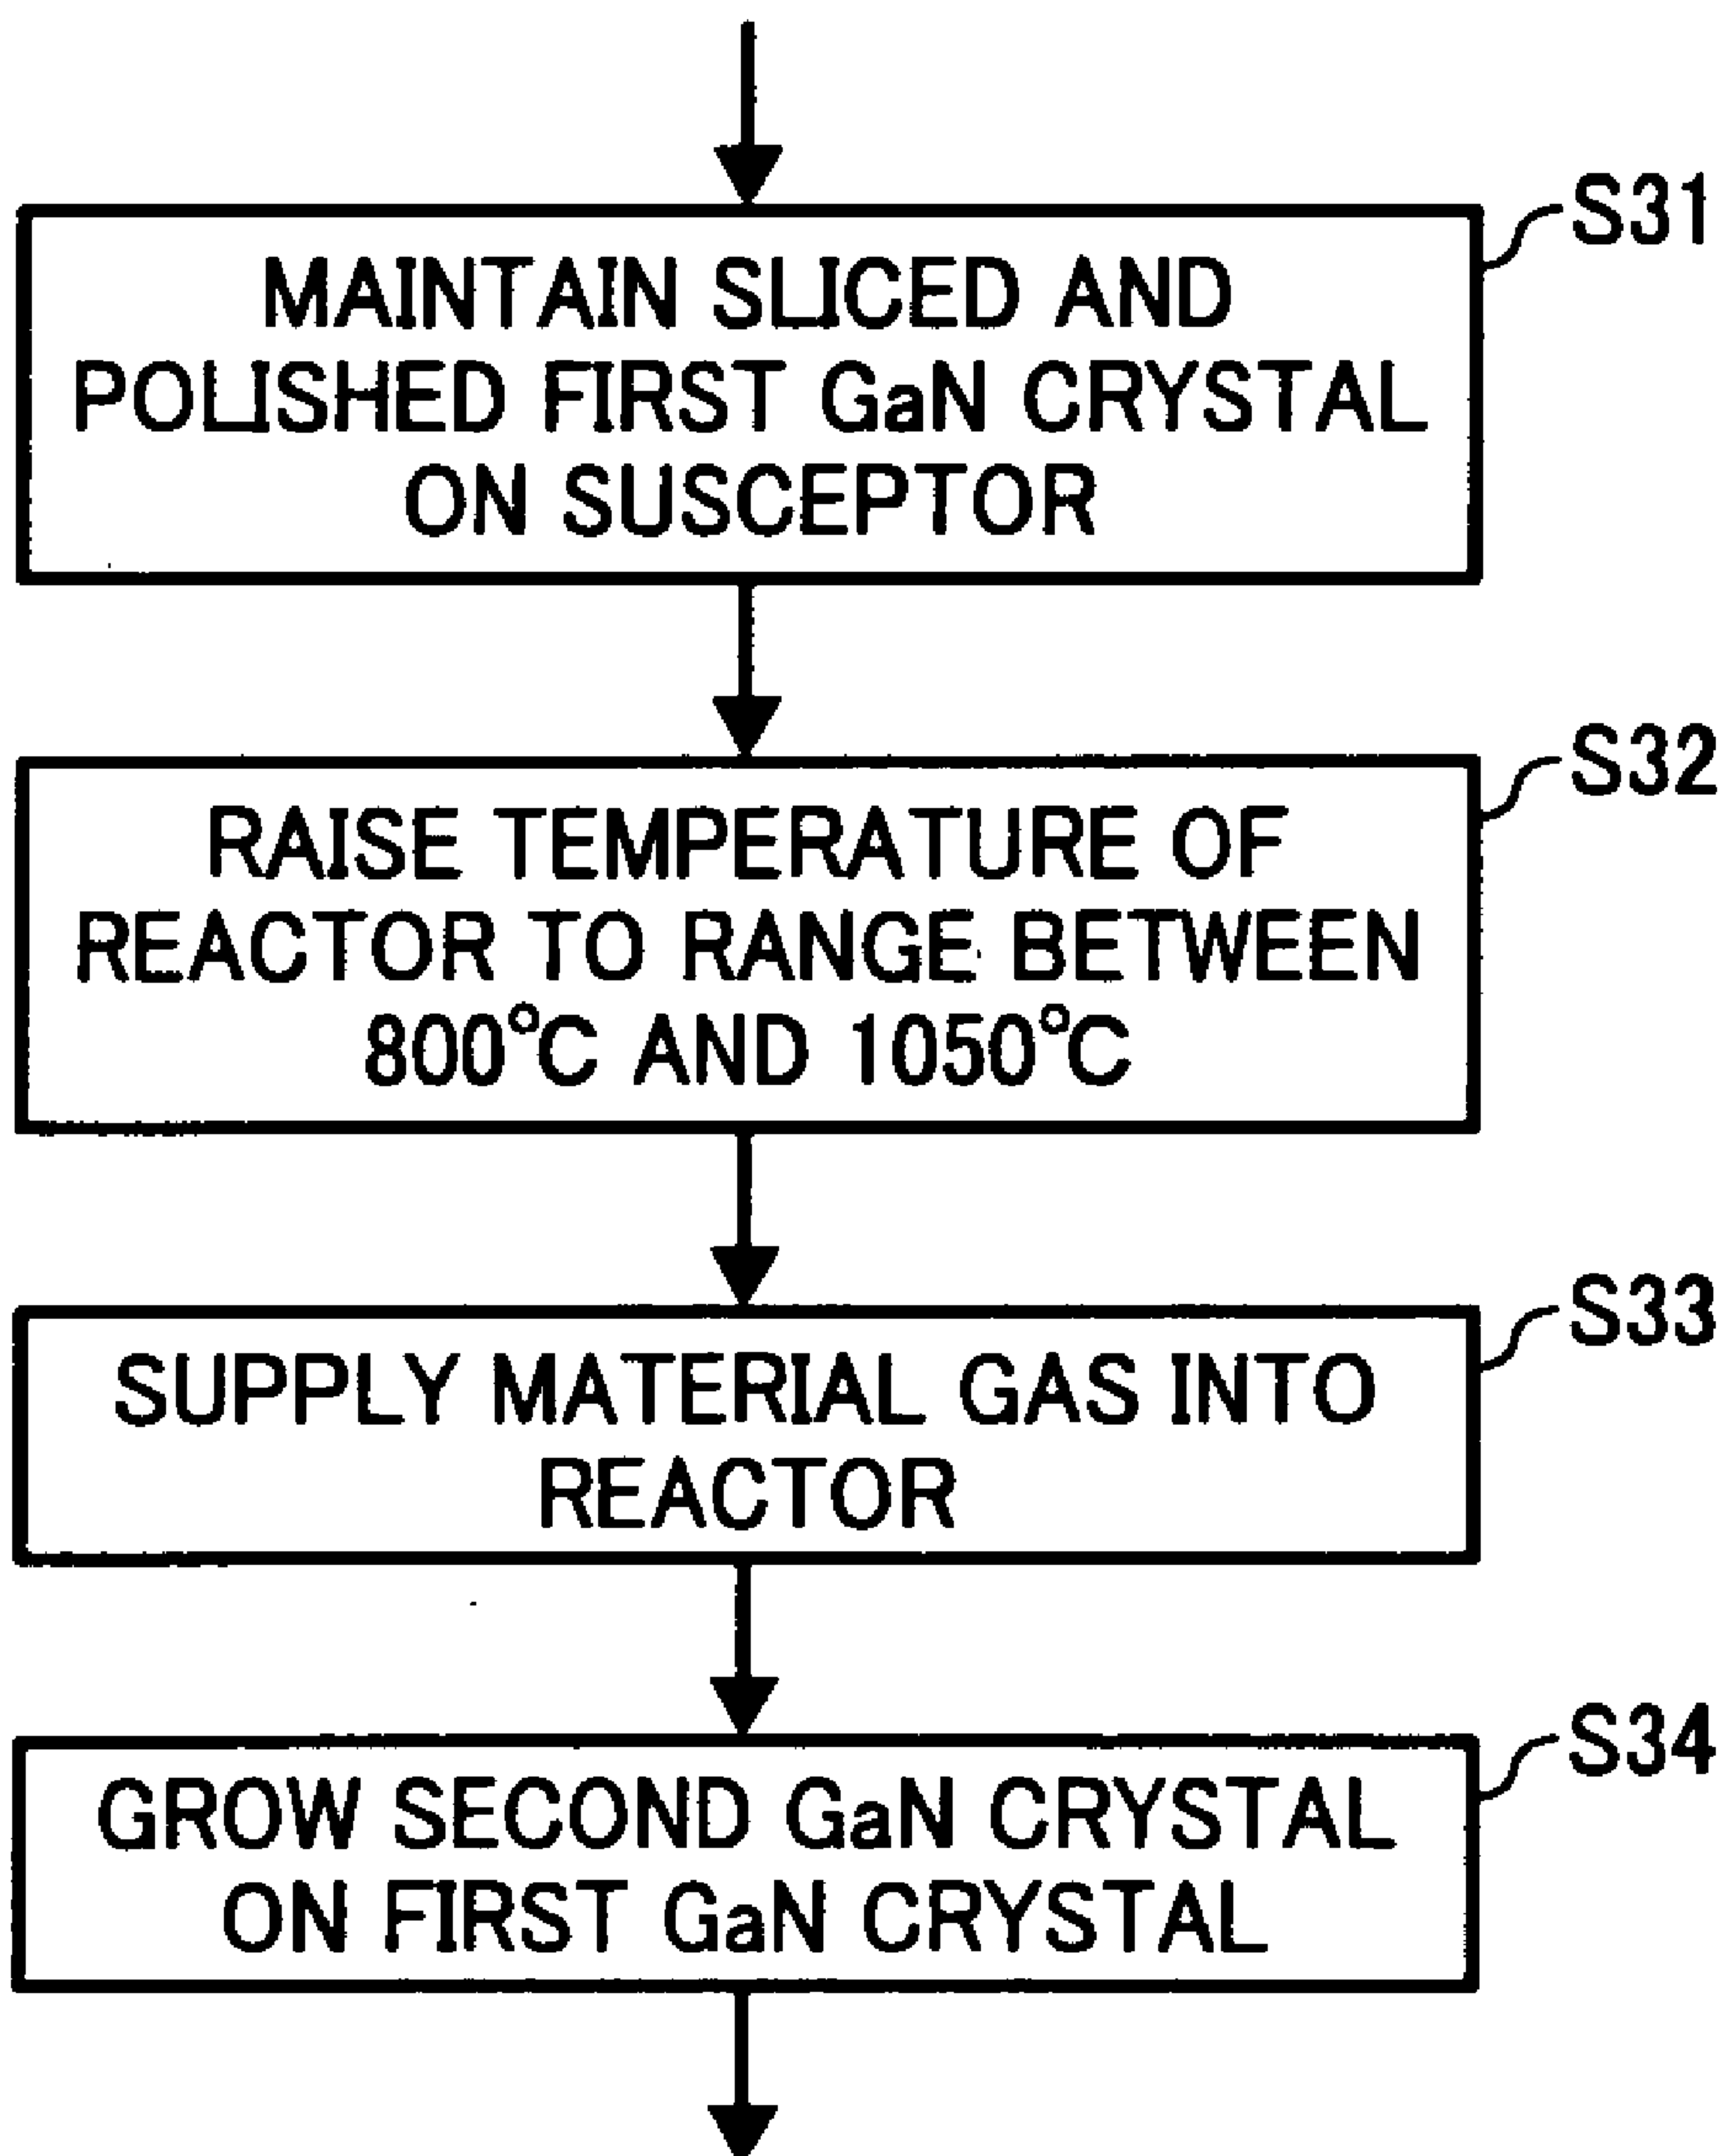 S31
MAINTAIN SLICED AND
POLISHED FIRST GaN CRYSTAL
ON SUSCEPTOR
S32
RAISE TEMPERATURE OF
REACTOR TO RANGE BETWEEN
800°C AND 1050°C
S33
SUPPLY MATERIAL GAS INTO
REACTOR
S34
GROW SECOND GaN CRYSTAL
ON FIRST GaN CRYSTAL